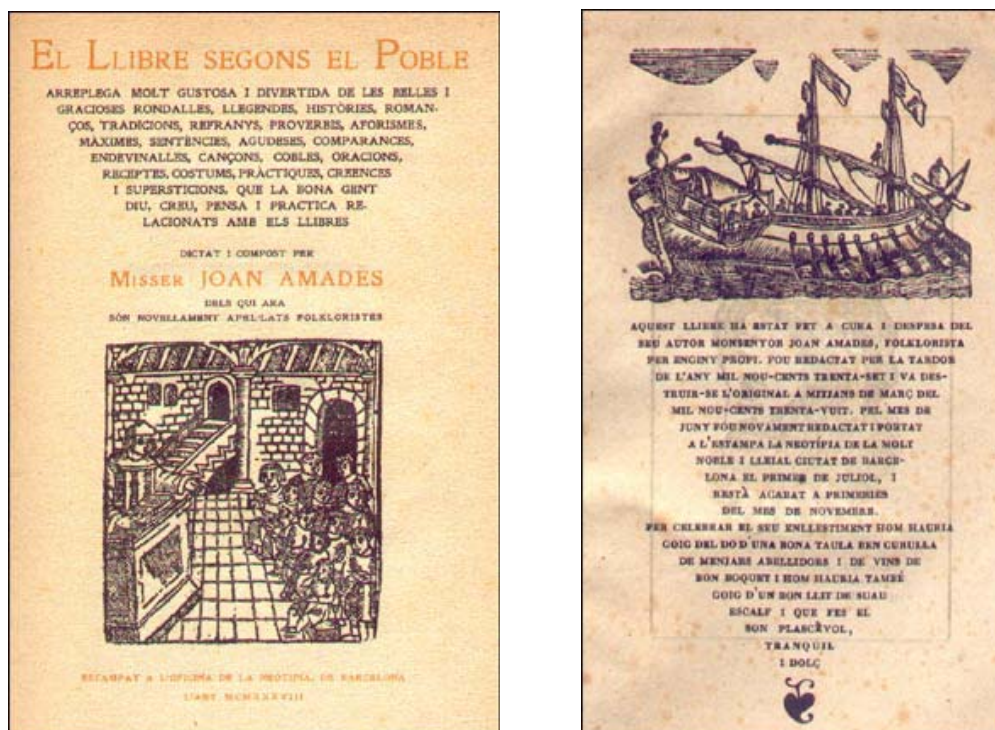 EL LLIBRE SEGONS EL POBLE
ARREPLEGA MOLT GUSTOSA I DIVERTIDA DE LES BELLES I
GRACIOSES RONDALLES, LLEGENDES, HISTÒRIES, ROMAN-
ÇOS, TRADICIONS, REFRANYS, PROVERBIS, AFORISMES,
MÀXIMES, SENTÈNCIES, AGUDESES, COMPARANCES,
ENDEVINALLES, CANÇONS, COBLES, ORACIONS,
RECEPTES, COSTUMS, PRÀCTIQUES, CREENCES
I SUPERSTICIONS, QUE LA BONA GENT
DIU, CREU, PENSA I PRACTICA RE-
LACIONATS AMB ELS LLIBRES
DICTAT I COMPOST PER
MISSER JOAN AMADES
DELS QUI ARA
SÓN NOVELLAMENT APEL·LATS FOLKLORISTES
ESTAMPAT A L'OFICINA DE LA NEOTIPIA, DE BARCELONA
L'ANY MCMXXXVIII
AQUEST LLIBRE HA ESTAT FET A CURA I DESPESA DEL
SEU AUTOR MONSENYOR JOAN AMADES, FOLKLORISTA
PER ENGINY PROPI. FOU REDACTAT PER LA TARDOR
DE L'ANY MIL NOU-CENTS TRENTA-SET I VA DES-
TRUIR-SE L'ORIGINAL A MITJANS DE MARÇ DEL
MIL NOU-CENTS TRENTA-VUIT. PEL MES DE
JUNY FOU NOVAMENT REDACTAT I PORTAT
A L'ESTAMPA LA NEOTÍPIA DE LA MOLT
NOBLE I LLEIAL CIUTAT DE BARCE-
LONA EL PRIMER DE JULIOL, I
RESTÀ ACABAT A PRIMERIES
DEL MES DE NOVEMBRE.
PER CELEBRAR EL SEU ENLLESTIMENT HOM HAURIA
GOIG DEL DO D'UNA BONA TAULA BEN CURULLA
DE MENJARS ABELLIDORS I DE VINS DE
BON BOQUET I HOM HAURIA TAMBÉ
GOIG D'UN BON LLIT DE SUAU
ESCALF I QUE FES EL
SON PLASCÈVOL,
TRANQUIL
I DOLÇ